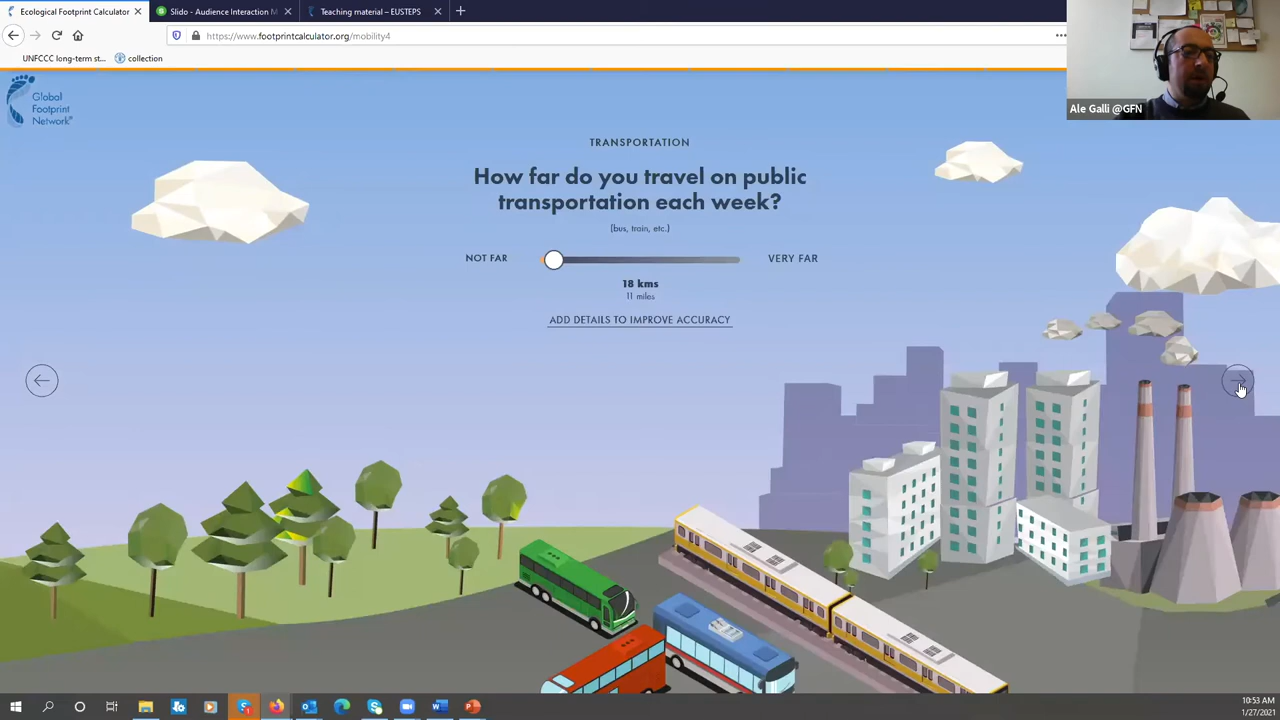 Ecological Footprint Calculator
Slido - Audience Interaction M
Teaching material – EUSTEPS
https://www.footprintcalculator.org/mobility4
UNFCCC long-term st...
collection
Ale Galli @GFN
Global
Footprint
Network®
TRANSPORTATION
How far do you travel on public
transportation each week?
(bus, train, etc.)
NOT FAR
VERY FAR
18 kms
11 miles
ADD DETAILS TO IMPROVE ACCURACY
10:53 AM
1/27/2021